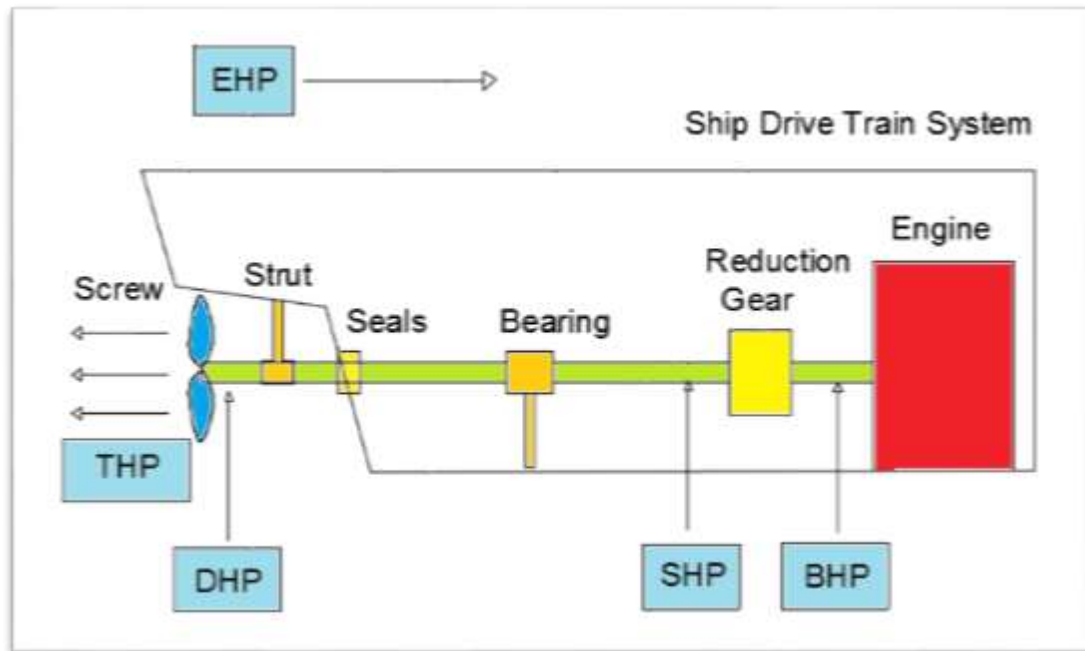 EHP
Ship Drive Train System
Engine
Reduction
Gear
Strut
Screw
Seals
Bearing
THP
DHP
SHP
BHP